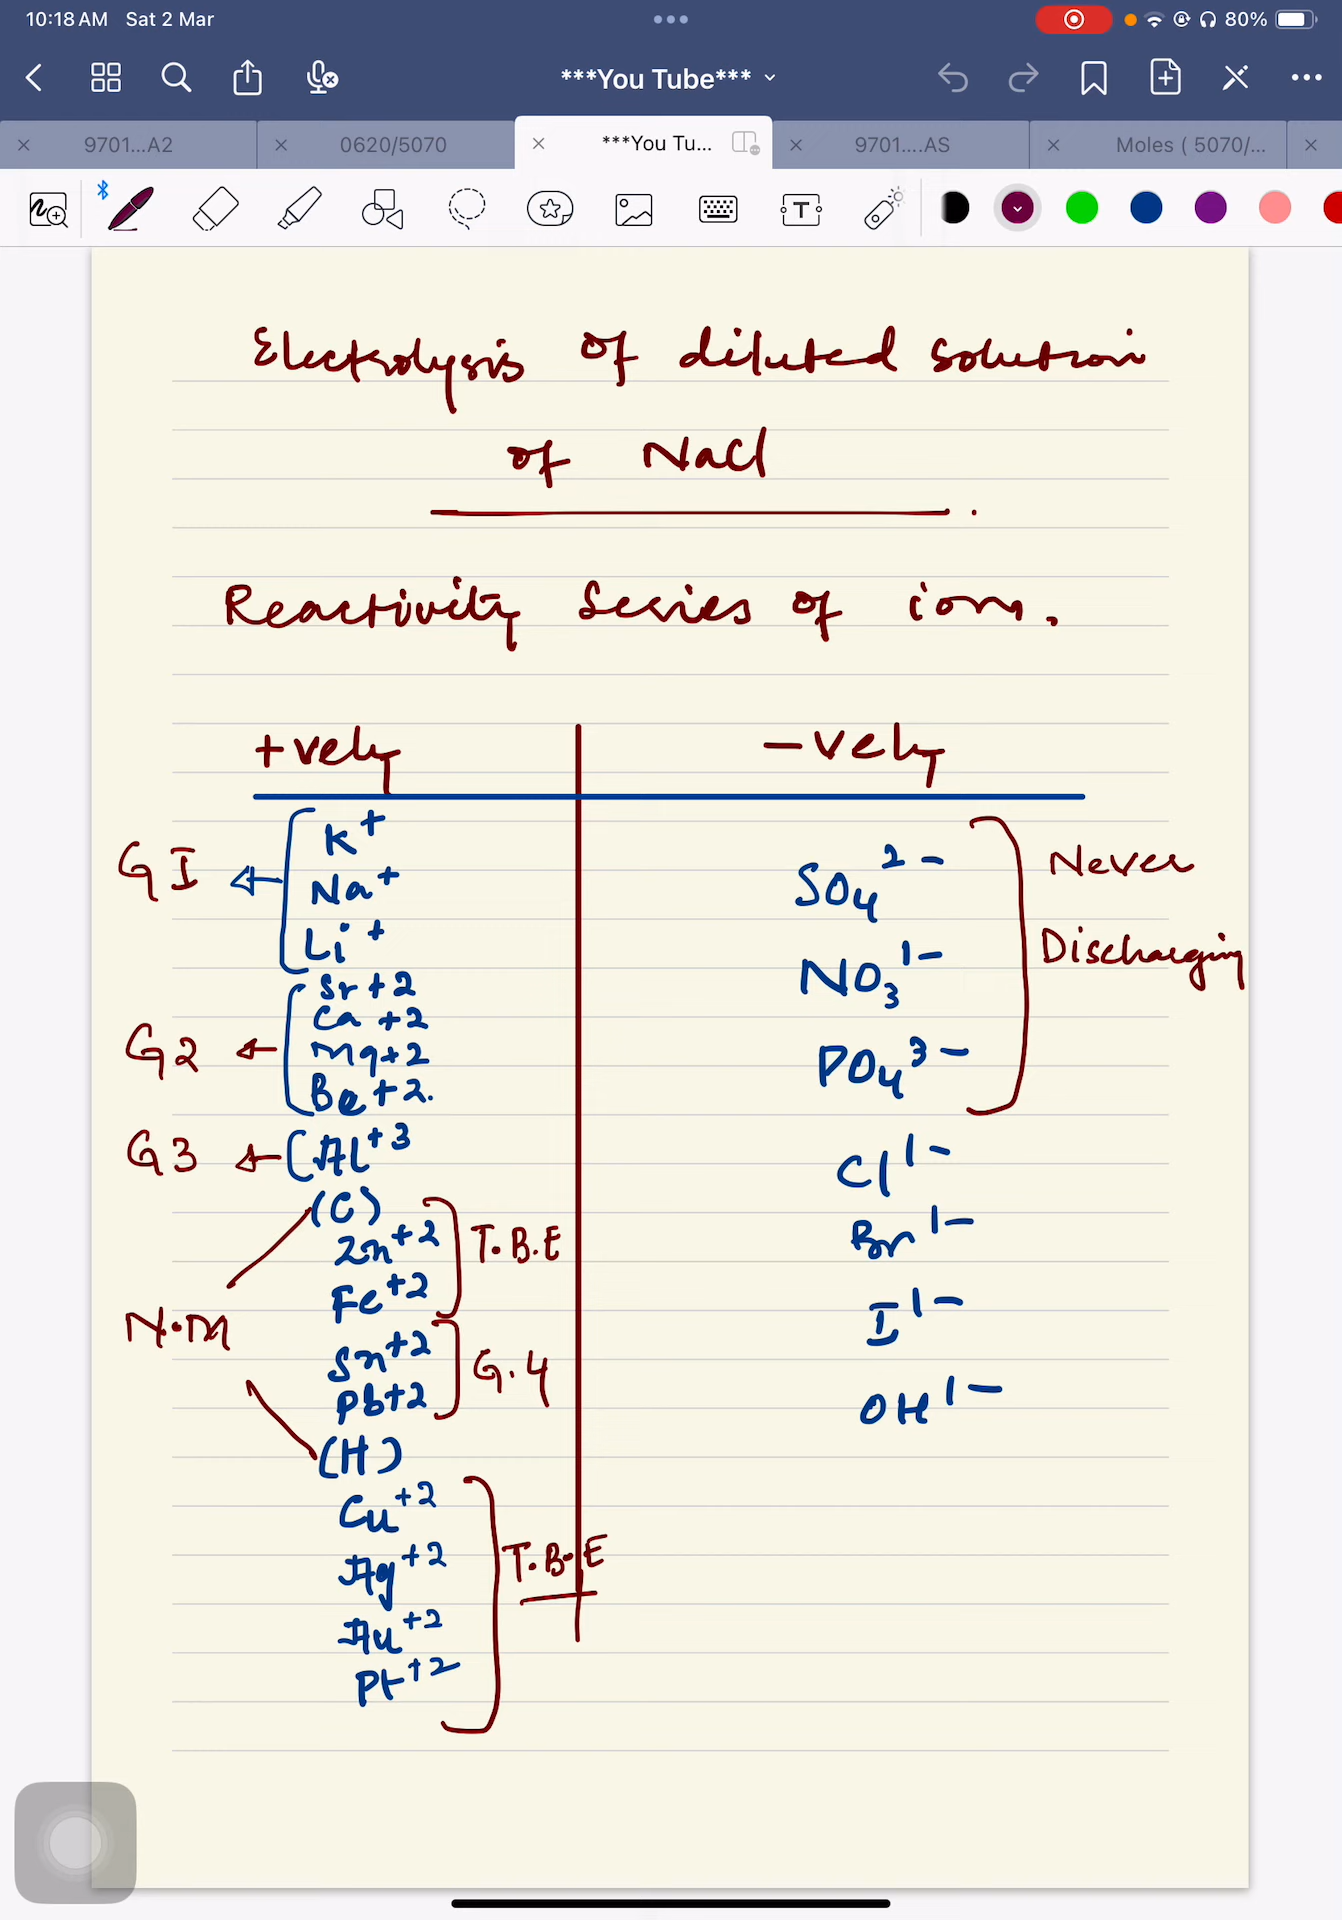 10:18 AM Sat 2 Mar
80%
***You Tube***
9701...A2
0620/5070
***You Tu...
9701....AS
Moles ( 5070/...
T
Electrolysis of diluted solution
of NaCl
Reactivity Series of ions.
+vely
-vely
GI
K+
Na+
Li+
G2
Sr+2
Ca+2
Mg+2
Be+2.
G3
Al+3
N.M
(C)
Zn+2
Fe+2
T.B.E
Sn+2
Pb+2
G.4
(H)
Cu+2
Ag+2
Au+2
Pt+2
T.B.E
SO4 2-
NO3 1-
PO4 3-
Never
Discharging
Cl 1-
Br 1-
I 1-
OH 1-